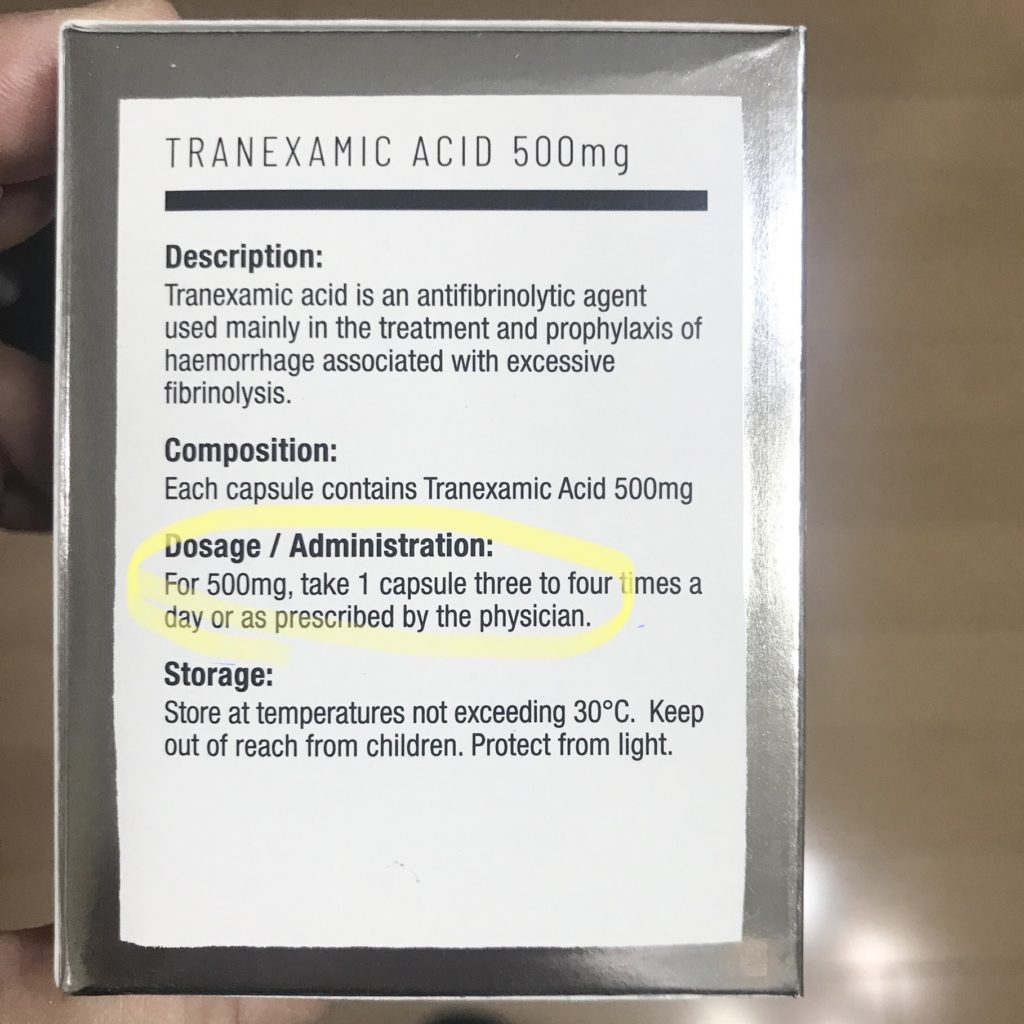 TRANEXAMIC ACID 500mg
Description:
Tranexamic acid is an antifibrinolytic agent
used mainly in the treatment and prophylaxis of
haemorrhage associated with excessive
fibrinolysis.
Composition:
Each capsule contains Tranexamic Acid 500mg
Dosage / Administration:
For 500mg, take 1 capsule three to four times a
day or as prescribed by the physician.
Storage:
Store at temperatures not exceeding 30°C. Keep
out of reach from children. Protect from light.